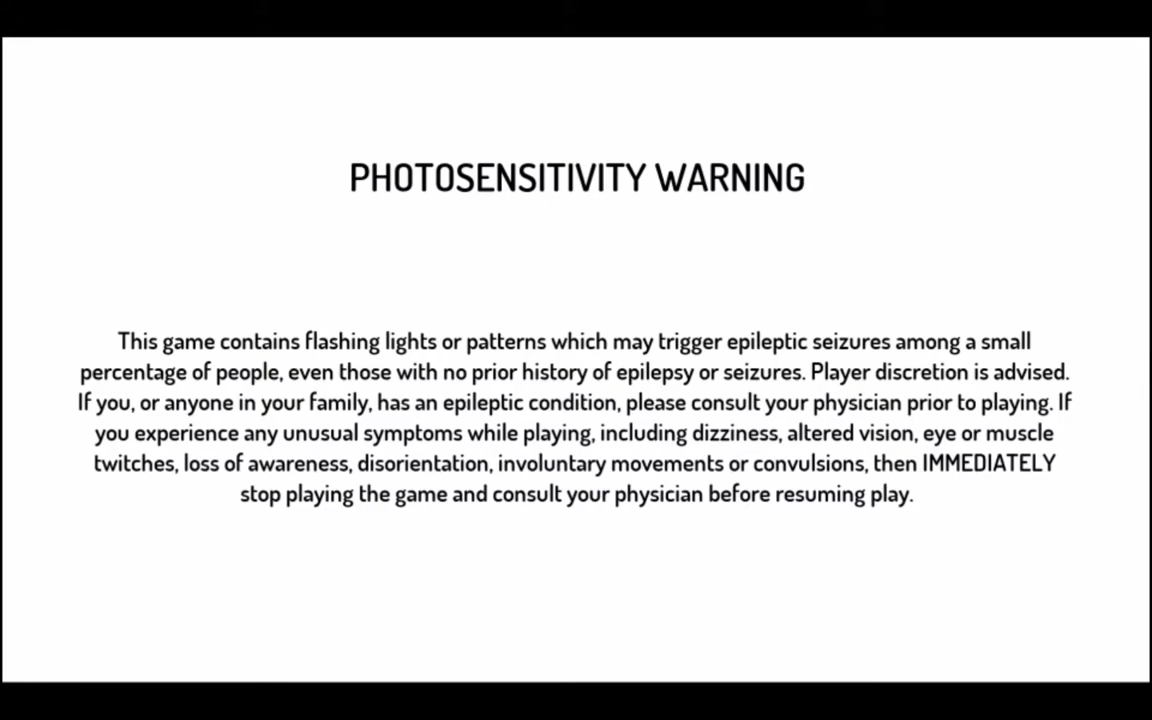 PHOTOSENSITIVITY WARNING
This game contains flashing lights or patterns which may trigger epileptic seizures among a small
percentage of people, even those with no prior history of epilepsy or seizures. Player discretion is advised.
If you, or anyone in your family, has an epileptic condition, please consult your physician prior to playing. If
you experience any unusual symptoms while playing, including dizziness, altered vision, eye or muscle
twitches, loss of awareness, disorientation, involuntary movements or convulsions, then IMMEDIATELY
stop playing the game and consult your physician before resuming play.